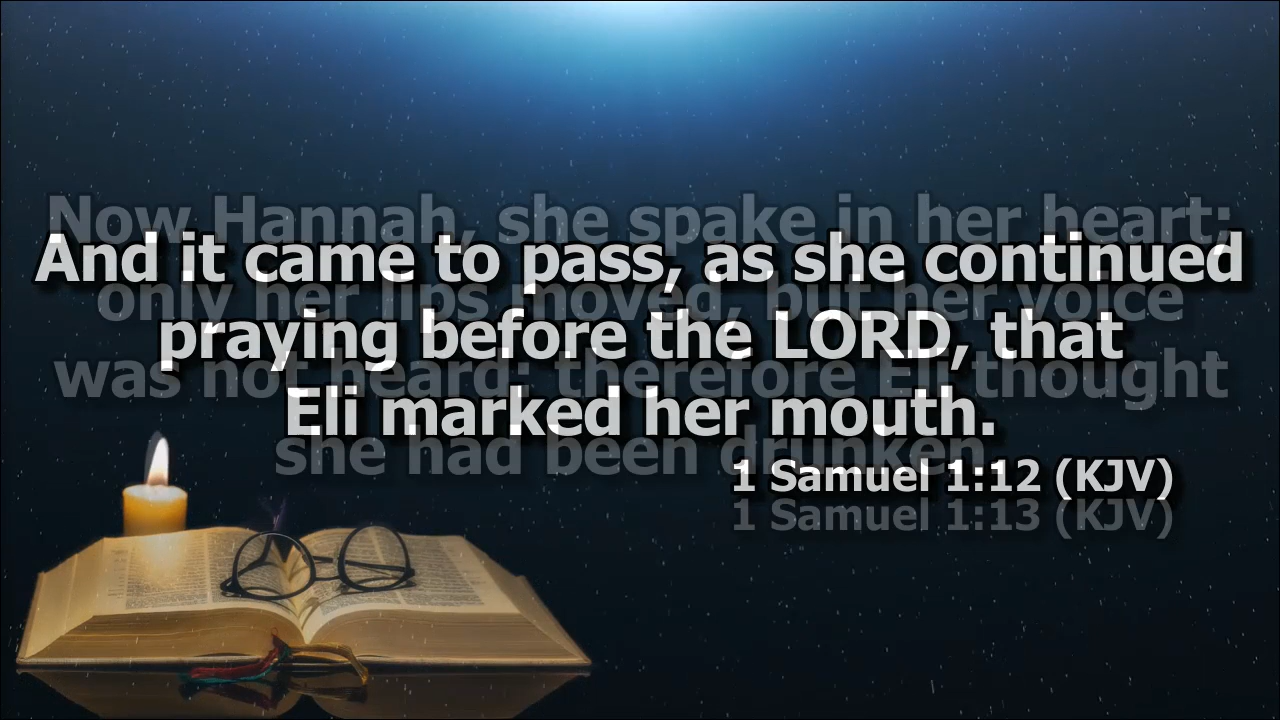 And it came to pass, as she continued
praying before the LORD, that
Eli marked her mouth.
1 Samuel 1:12 (KJV)
Now Hannah, she spake in her heart;
only her lips moved, but her voice
was not heard: therefore Eli thought
she had been drunken.
1 Samuel 1:13 (KJV)